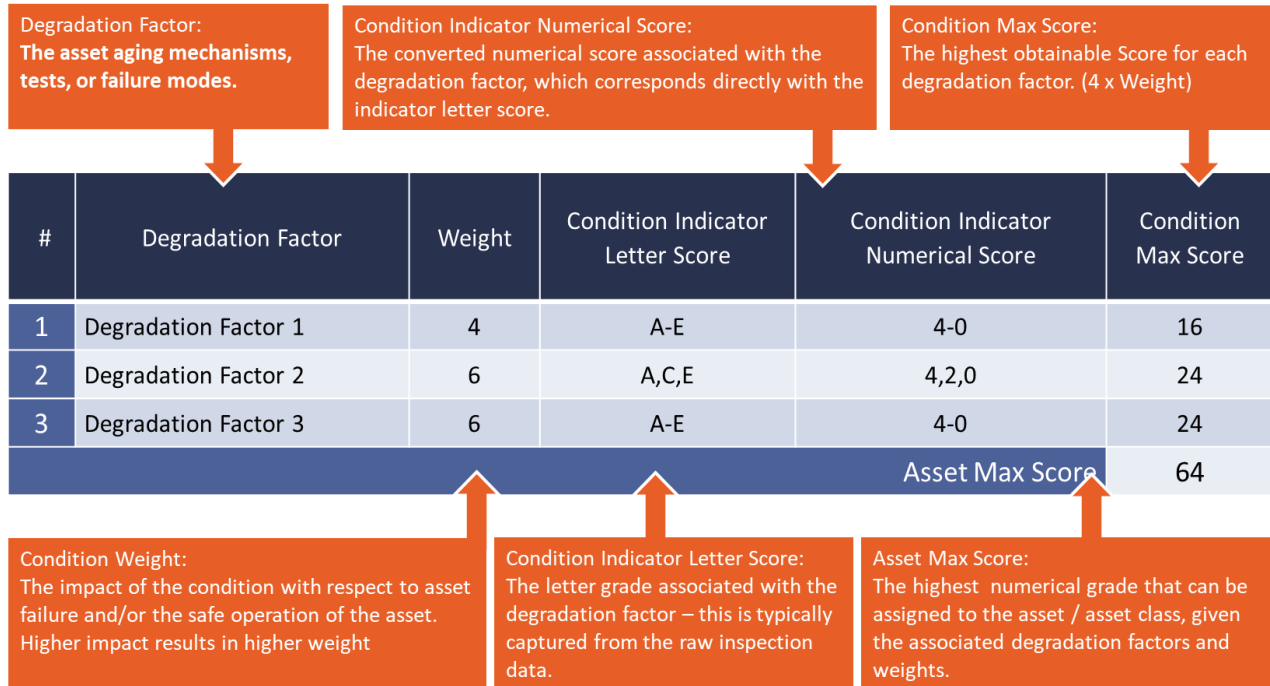 Degradation Factor:
The asset aging mechanisms,
tests, or failure modes.
Condition Indicator Numerical Score:
The converted numerical score associated with the
degradation factor, which corresponds directly with the
indicator letter score.
Condition Max Score:
The highest obtainable Score for each
degradation factor. (4 x Weight)
# Degradation Factor Weight Condition Indicator Letter Score Condition Indicator Numerical Score Condition Max Score
1 Degradation Factor 1 4 A-E 4-0 16
2 Degradation Factor 2 6 A,C,E 4,2,0 24
3 Degradation Factor 3 6 A-E 4-0 24
Asset Max Score 64
Condition Weight:
The impact of the condition with respect to asset
failure and/or the safe operation of the asset.
Higher impact results in higher weight
Condition Indicator Letter Score:
The letter grade associated with the
degradation factor – this is typically
captured from the raw inspection
data.
Asset Max Score:
The highest numerical grade that can be
assigned to the asset / asset class, given
the associated degradation factors and
weights.